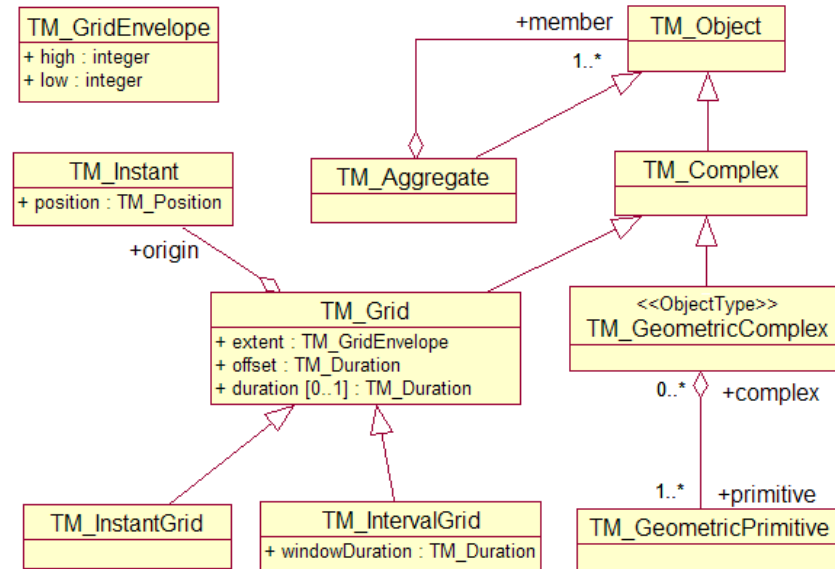 TM_GridEnvelope
+ high : integer
+ low : integer
+member
1..*
TM_Object
TM_Instant
+ position : TM_Position
+origin
TM_Aggregate
TM_Complex
TM_Grid
+ extent : TM_GridEnvelope
+ offset : TM_Duration
+ duration [0..1] : TM_Duration
<<ObjectType>>
TM_GeometricComplex
0..*
+complex
1..*
+primitive
TM_InstantGrid
TM_IntervalGrid
+ windowDuration : TM_Duration
TM_GeometricPrimitive